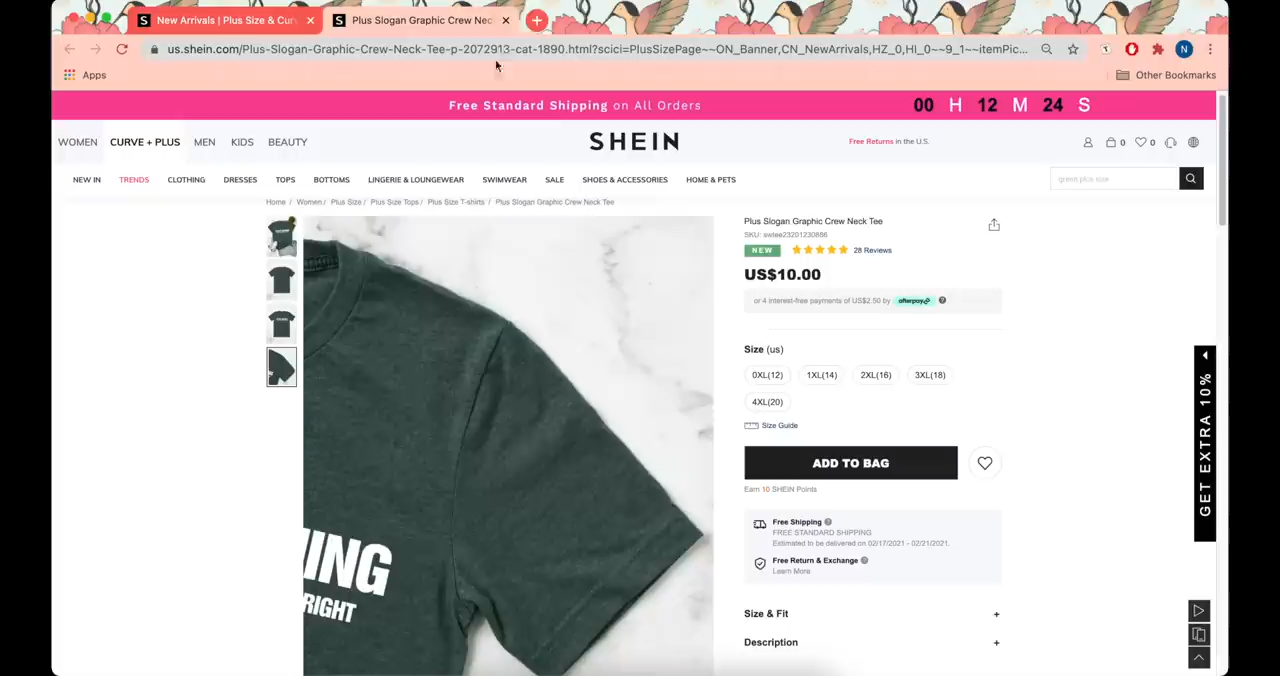 New Arrivals | Plus Size & Curv
Plus Slogan Graphic Crew Nec
us.shein.com/Plus-Slogan-Graphic-Crew-Neck-Tee-p-2072913-cat-1890.html?scici=PlusSizePage~~ON_Banner,CN_NewArrivals,HZ_0,HI_0~~9_1~~itemPic...
N
Apps
Other Bookmarks
Free Standard Shipping on All Orders
00 H 12 M 24 S
WOMEN CURVE + PLUS MEN KIDS BEAUTY
SHEIN
Free Returns in the U.S.
0 0
NEW IN TRENDS CLOTHING DRESSES TOPS BOTTOMS LINGERIE & LOUNGEWEAR SWIMWEAR SALE SHOES & ACCESSORIES HOME & PETS
green plus size
Home / Women / Plus Size / Plus Size Tops / Plus Size T-shirts / Plus Slogan Graphic Crew Neck Tee
Plus Slogan Graphic Crew Neck Tee
SKU: swtee23201230866
NEW 28 Reviews
US$10.00
or 4 interest-free payments of US$2.50 by afterpay
Size (us)
0XL(12) 1XL(14) 2XL(16) 3XL(18)
4XL(20)
Size Guide
ADD TO BAG
Earn 10 SHEIN Points
Free Shipping
FREE STANDARD SHIPPING
Estimated to be delivered on 02/17/2021 - 02/21/2021.
Free Return & Exchange
Learn More
Size & Fit +
Description +
GET EXTRA 10%
HING
RIGHT